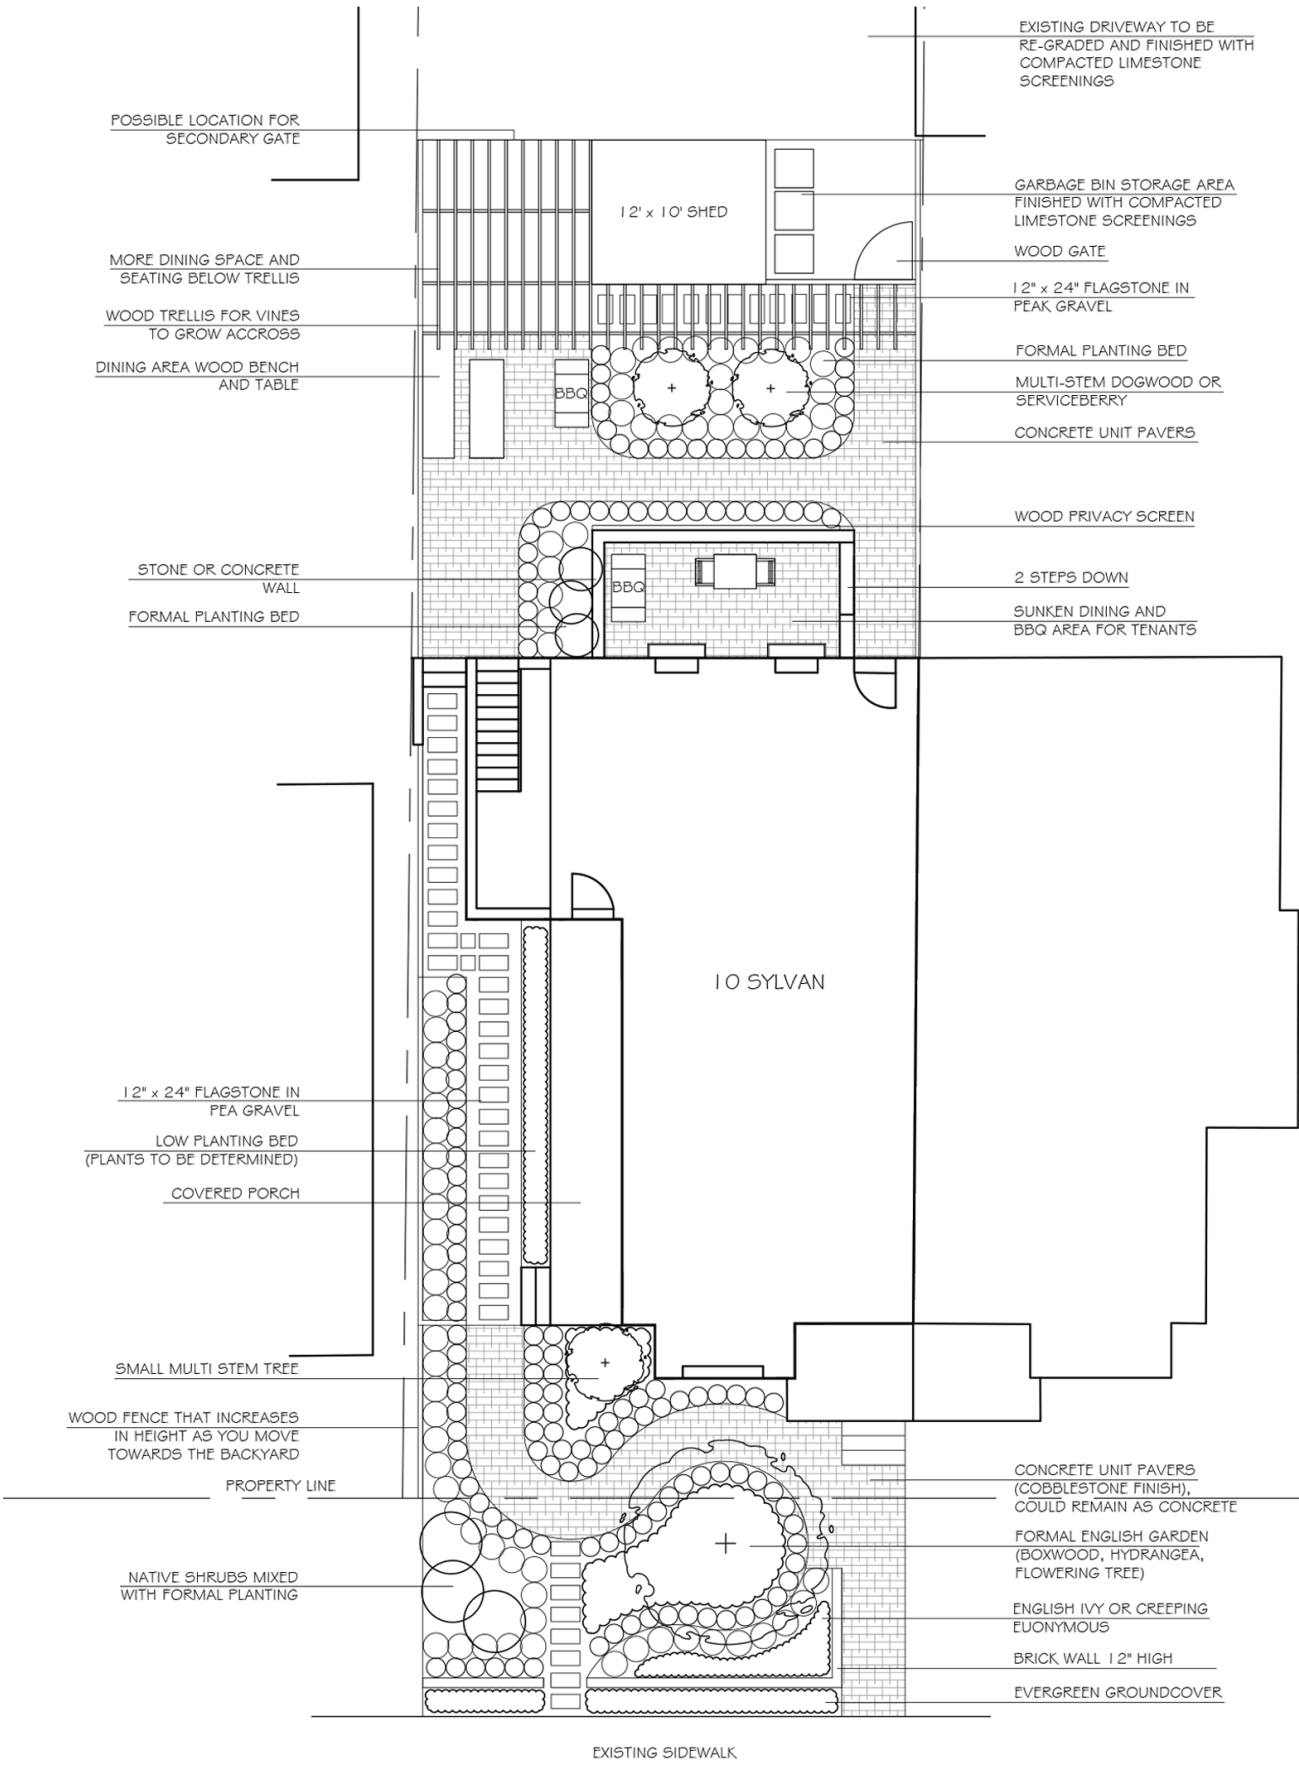 EXISTING DRIVEWAY TO BE
RE-GRADED AND FINISHED WITH
COMPACTED LIMESTONE
SCREENINGS
POSSIBLE LOCATION FOR
SECONDARY GATE
GARBAGE BIN STORAGE AREA
FINISHED WITH COMPACTED
LIMESTONE SCREENINGS
12' x 10' SHED
WOOD GATE
MORE DINING SPACE AND
SEATING BELOW TRELLIS
12" x 24" FLAGSTONE IN
PEAK GRAVEL
WOOD TRELLIS FOR VINES
TO GROW ACCROSS
FORMAL PLANTING BED
DINING AREA WOOD BENCH
AND TABLE
MULTI-STEM DOGWOOD OR
SERVICEBERRY
BBQ
CONCRETE UNIT PAVERS
WOOD PRIVACY SCREEN
STONE OR CONCRETE
WALL
2 STEPS DOWN
BBQ
FORMAL PLANTING BED
SUNKEN DINING AND
BBQ AREA FOR TENANTS
10 SYLVAN
12" x 24" FLAGSTONE IN
PEA GRAVEL
LOW PLANTING BED
(PLANTS TO BE DETERMINED)
COVERED PORCH
SMALL MULTI STEM TREE
WOOD FENCE THAT INCREASES
IN HEIGHT AS YOU MOVE
TOWARDS THE BACKYARD
PROPERTY LINE
CONCRETE UNIT PAVERS
(COBBLESTONE FINISH),
COULD REMAIN AS CONCRETE
FORMAL ENGLISH GARDEN
(BOXWOOD, HYDRANGEA,
FLOWERING TREE)
NATIVE SHRUBS MIXED
WITH FORMAL PLANTING
ENGLISH IVY OR CREEPING
EUONYMOUS
BRICK WALL 12" HIGH
EVERGREEN GROUNDCOVER
EXISTING SIDEWALK